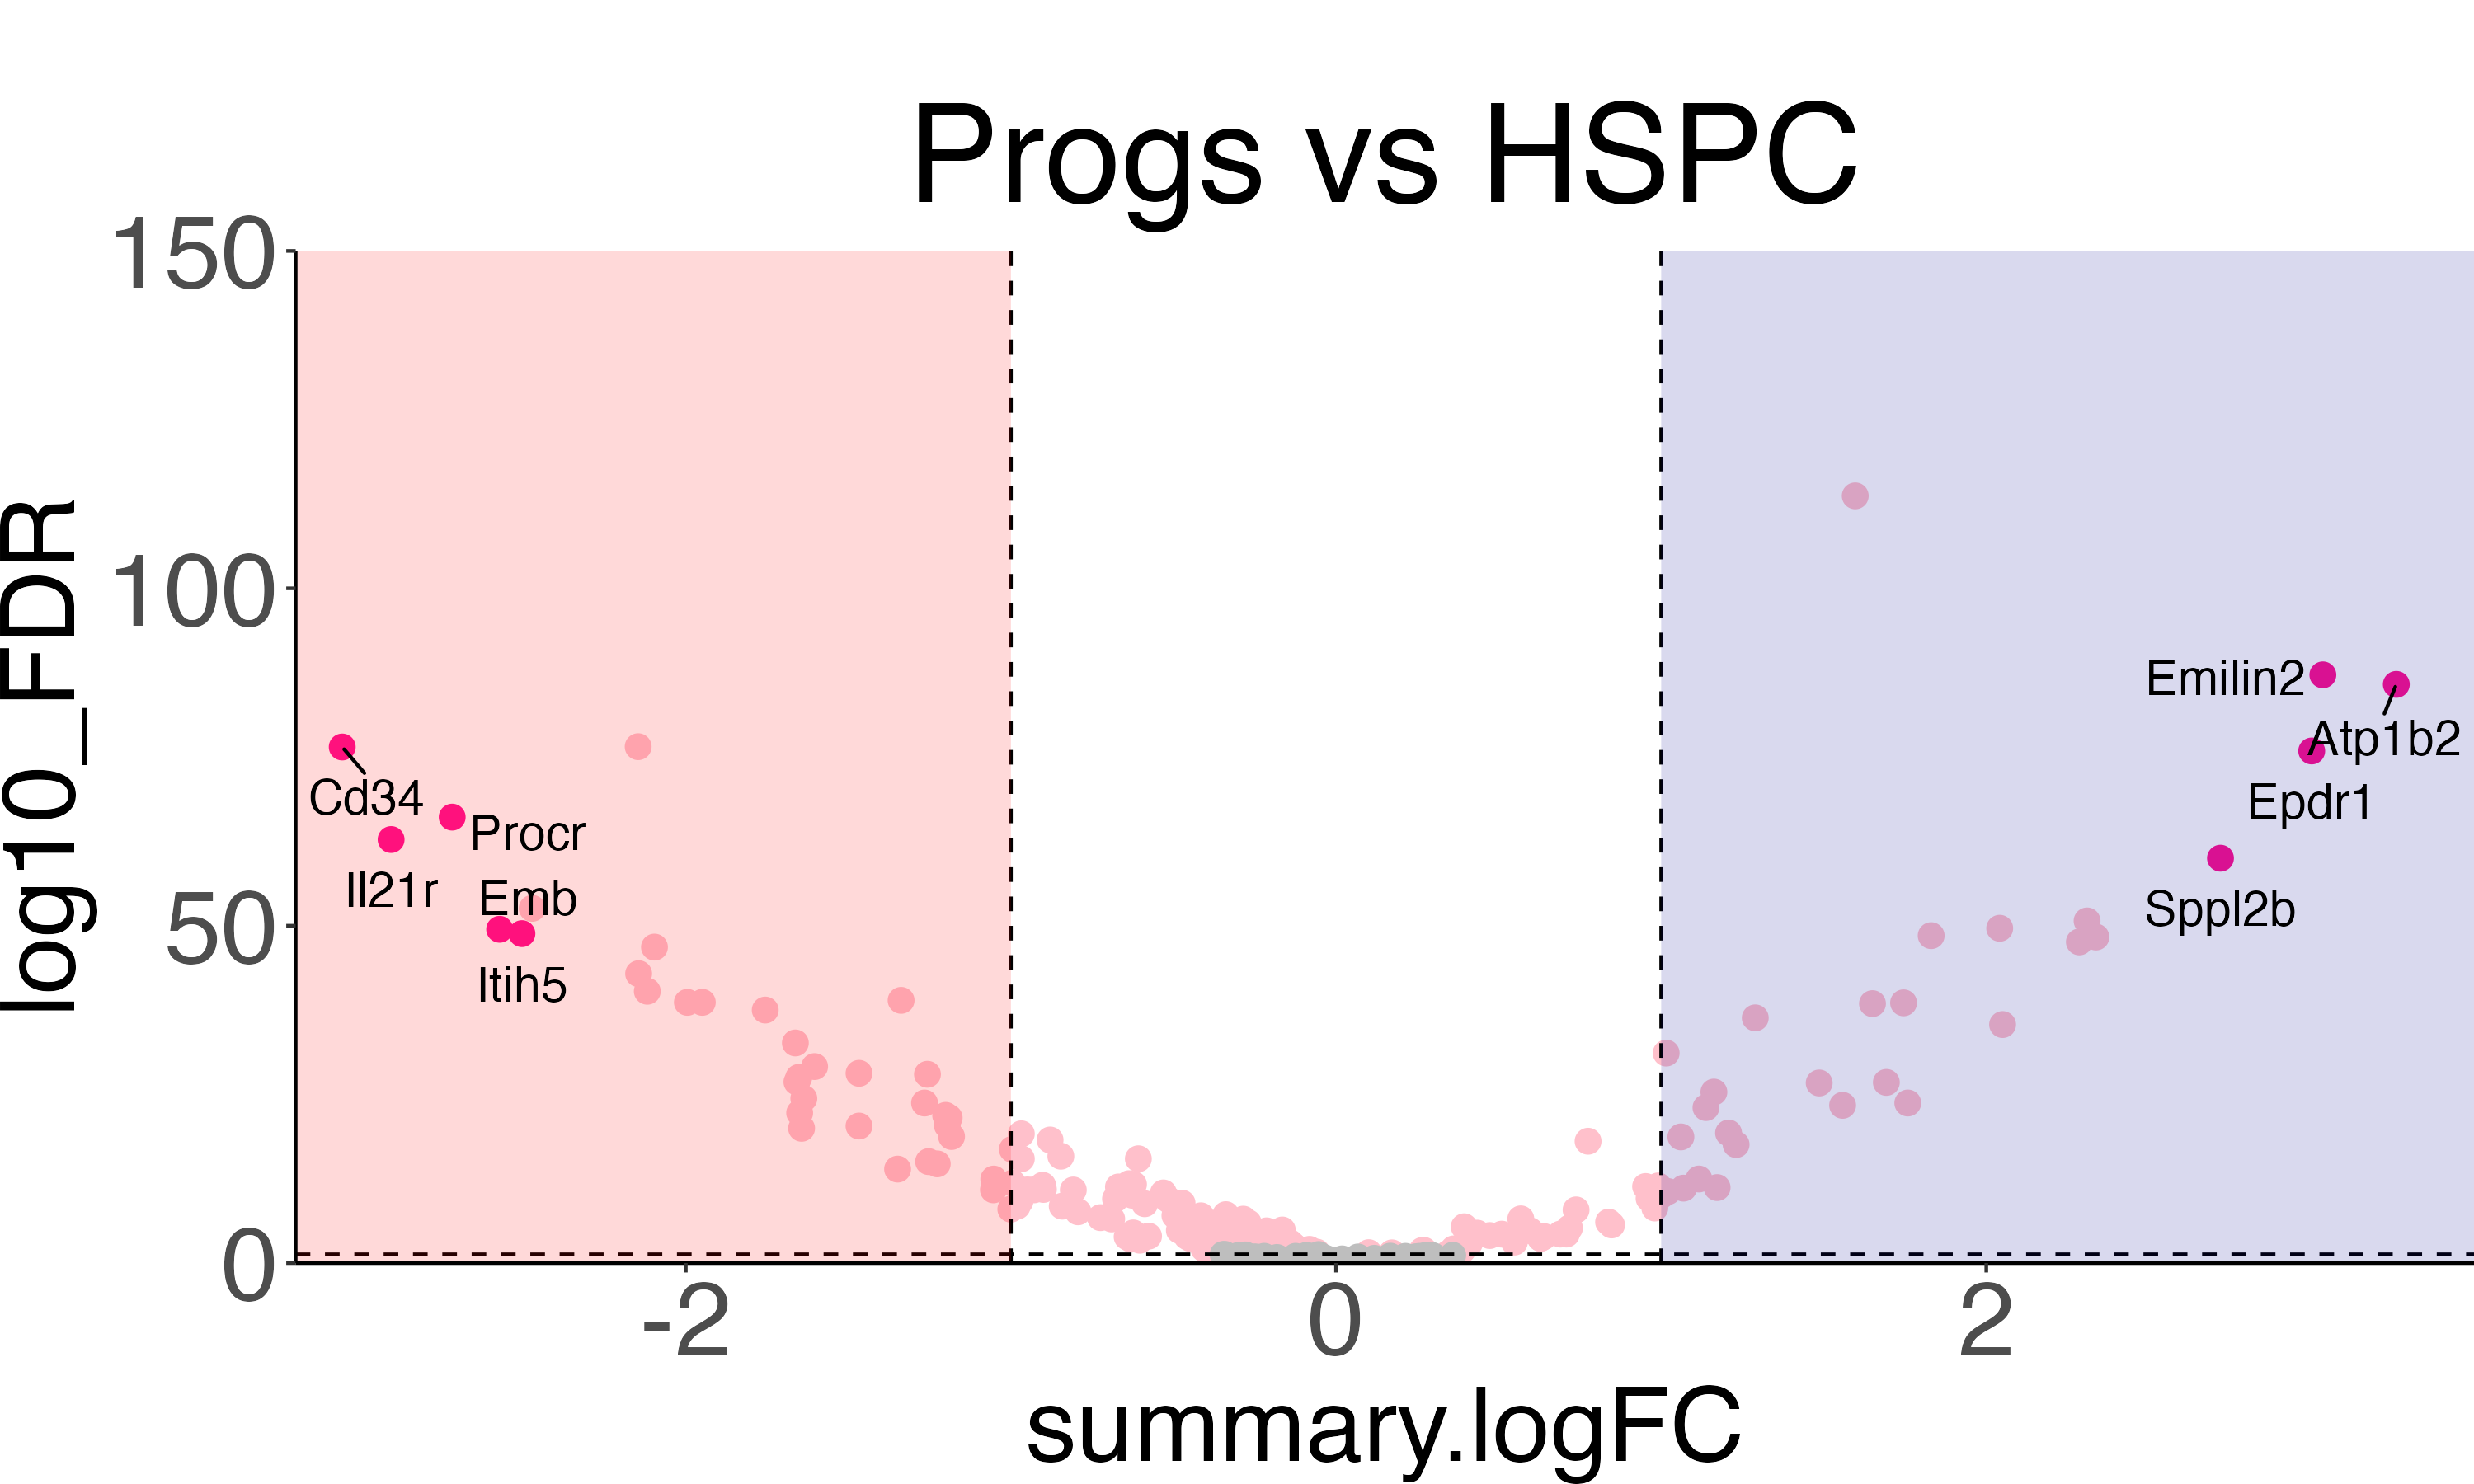 Progs vs HSPC
150
100
50
0
log10_FDR
Emilin2
Atp1b2
Cd34
Epdr1
Procr
Il21r
Emb
Sppl2b
Itih5
-2
0
2
summary.logFC